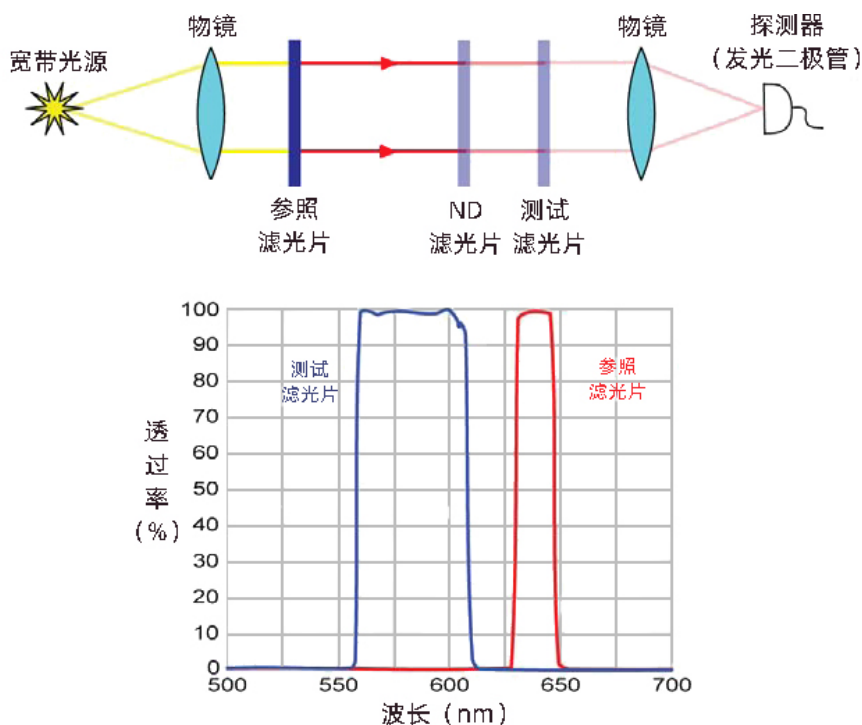 宽带光源
物镜
物镜
探测器
（发光二极管）
参照
滤光片
ND
滤光片
测试
滤光片
透过率（%）
100
90
80
70
60
50
40
30
20
10
0
测试
滤光片
参照
滤光片
500
550
600
650
700
波长（nm）